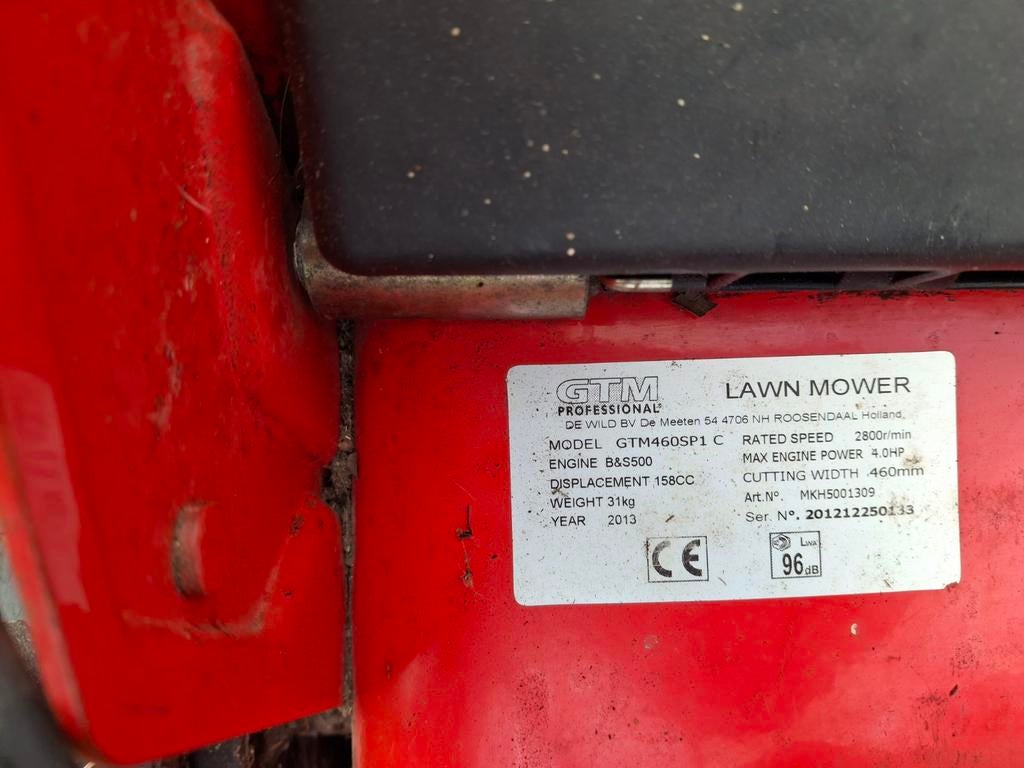 GTM
PROFESSIONAL
LAWN MOWER
DE WILD BV De Meeten 54 4706 NH ROOSENDAAL Holland.
MODEL GTM460SP1 C
ENGINE B&S500
DISPLACEMENT 158CC
WEIGHT 31kg
YEAR 2013
RATED SPEED 2800r/min
MAX ENGINE POWER 4.0HP
CUTTING WIDTH 460mm
Art.Nº. MKH5001309
Ser. Nº. 201212250133
CE
LWA
96dB